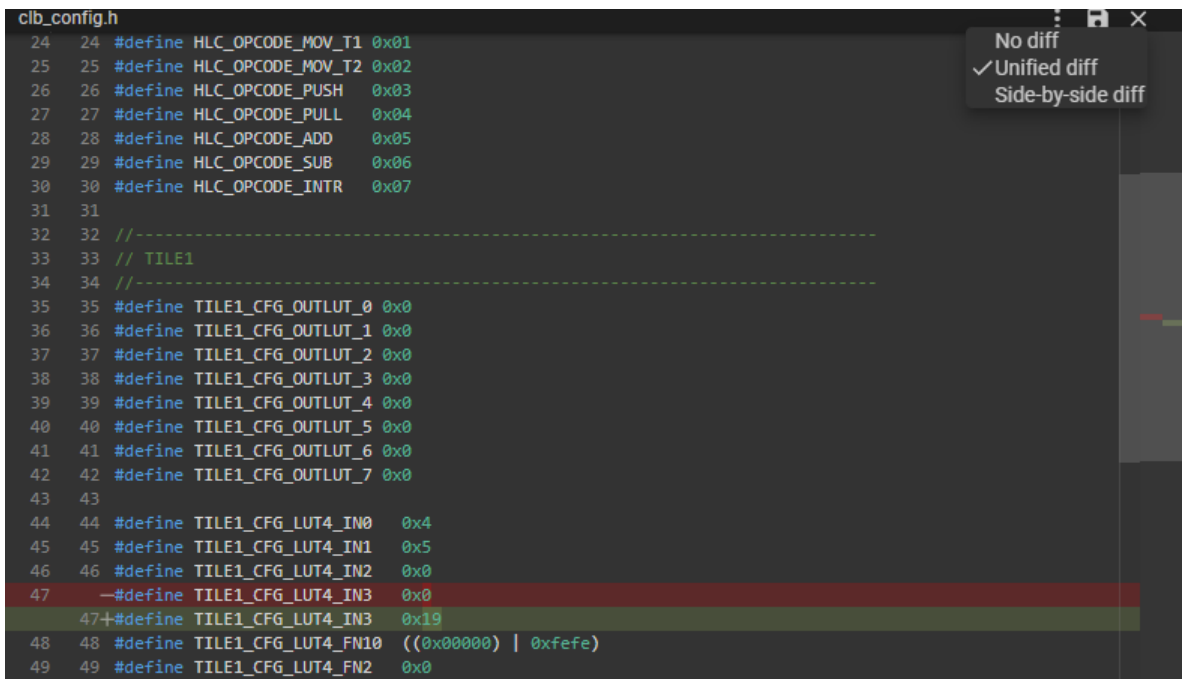 clb_config.h
No diff
✓Unified diff
Side-by-side diff
24 24 #define HLC_OPCODE_MOV_T1 0x01
25 25 #define HLC_OPCODE_MOV_T2 0x02
26 26 #define HLC_OPCODE_PUSH   0x03
27 27 #define HLC_OPCODE_PULL   0x04
28 28 #define HLC_OPCODE_ADD    0x05
29 29 #define HLC_OPCODE_SUB    0x06
30 30 #define HLC_OPCODE_INTR   0x07
31 31
32 32 //---------------------------------------------------------------------------
33 33 // TILE1
34 34 //---------------------------------------------------------------------------
35 35 #define TILE1_CFG_OUTLUT_0 0x0
36 36 #define TILE1_CFG_OUTLUT_1 0x0
37 37 #define TILE1_CFG_OUTLUT_2 0x0
38 38 #define TILE1_CFG_OUTLUT_3 0x0
39 39 #define TILE1_CFG_OUTLUT_4 0x0
40 40 #define TILE1_CFG_OUTLUT_5 0x0
41 41 #define TILE1_CFG_OUTLUT_6 0x0
42 42 #define TILE1_CFG_OUTLUT_7 0x0
43 43
44 44 #define TILE1_CFG_LUT4_IN0   0x4
45 45 #define TILE1_CFG_LUT4_IN1   0x5
46 46 #define TILE1_CFG_LUT4_IN2   0x0
47 —#define TILE1_CFG_LUT4_IN3   0x0
47+#define TILE1_CFG_LUT4_IN3   0x19
48 48 #define TILE1_CFG_LUT4_FN10  ((0x00000) | 0xfefe)
49 49 #define TILE1_CFG_LUT4_FN2   0x0